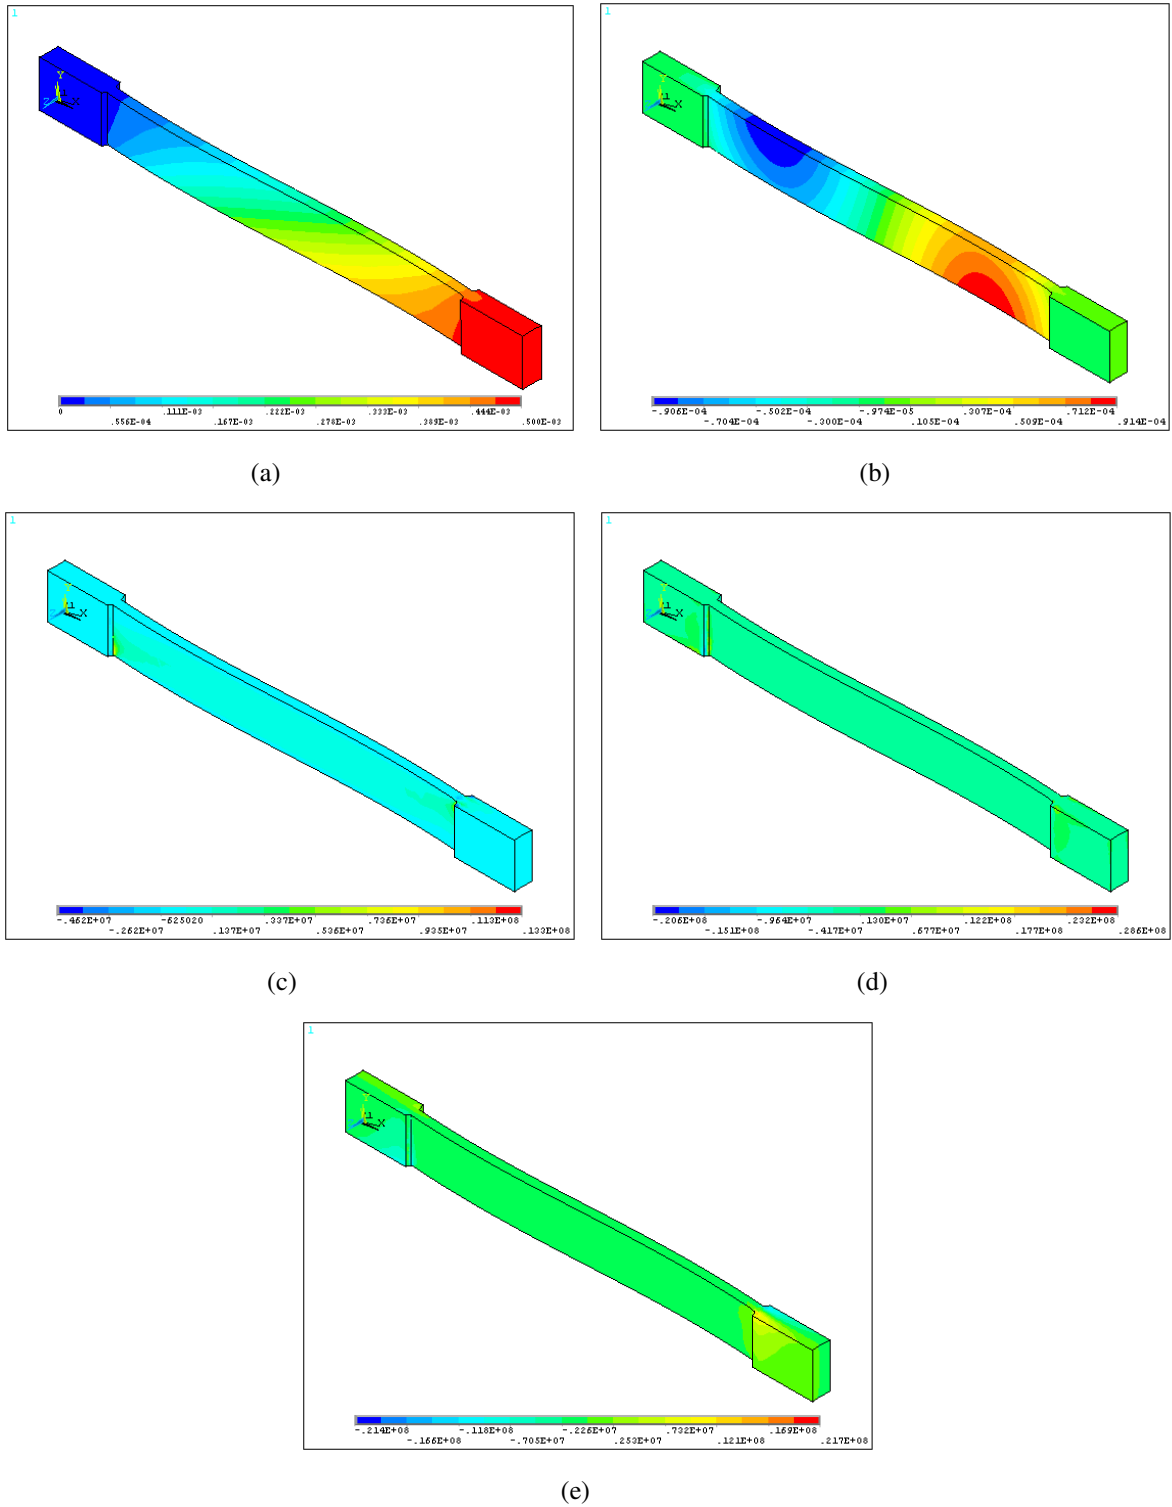 1
Y
Z
X
0
.111E-03
.222E-03
.333E-03
.444E-03
.556E-04
.167E-03
.278E-03
.389E-03
.500E-03
(a)
1
Y
X
-.906E-04
-.502E-04
-.974E-05
.307E-04
.712E-04
-.704E-04
-.300E-04
.105E-04
.509E-04
.914E-04
(b)
1
Y
Z
X
-.462E+07
-625020
.337E+07
.736E+07
.113E+08
-.262E+07
.137E+07
.536E+07
.935E+07
.133E+08
(c)
1
Y
Z
X
-.206E+08
-.964E+07
.130E+07
.122E+08
.232E+08
-.151E+08
-.417E+07
.677E+07
.177E+08
.286E+08
(d)
1
Y
X
-.214E+08
-.118E+08
-.226E+07
.732E+07
.169E+08
-.166E+08
-.705E+07
.253E+07
.121E+08
.217E+08
(e)